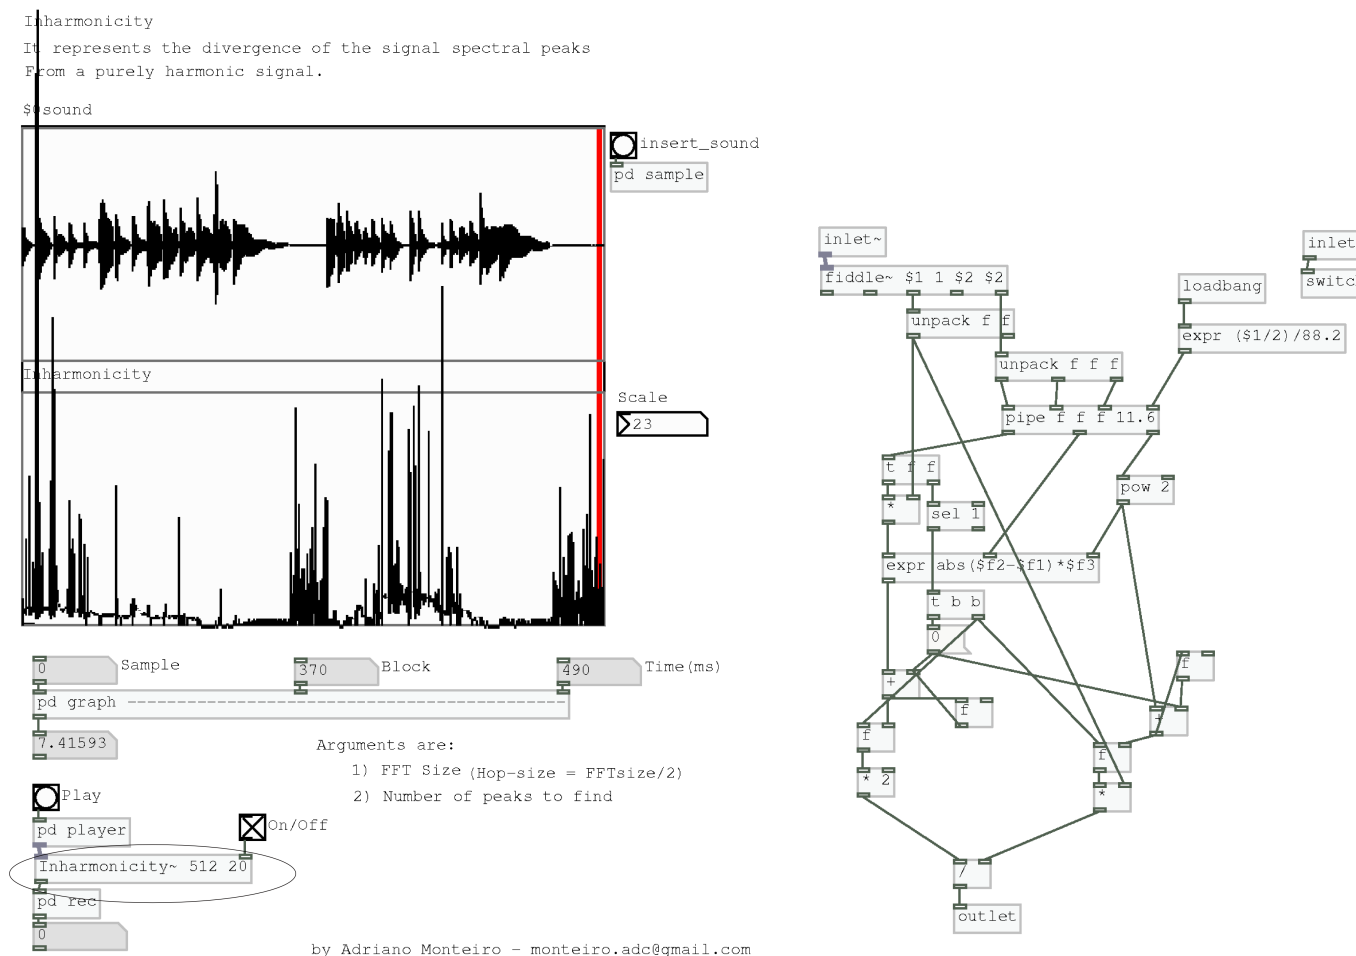 Inharmonicity
It represents the divergence of the signal spectral peaks
From a purely harmonic signal.
$0sound
insert_sound
pd sample
Inharmonicity
Scale
23
0
Sample
370
Block
490
Time(ms)
pd graph ------------------------------------------------
7.41593
Arguments are:
1) FFT Size (Hop-size = FFTsize/2)
2) Number of peaks to find
Play
On/Off
pd player
Inharmonicity~ 512 20
pd rec
0
by Adriano Monteiro - monteiro.adc@gmail.com
inlet~
inlet
fiddle~ $1 1 $2 $2
switc
loadbang
unpack f f
expr ($1/2)/88.2
unpack f f f
pipe f f f 11.6
t f f
pow 2
*
sel 1
expr abs($f2-$f1)*$f3
t b b
0
f
+
f
+
f
f
* 2
*
/
outlet